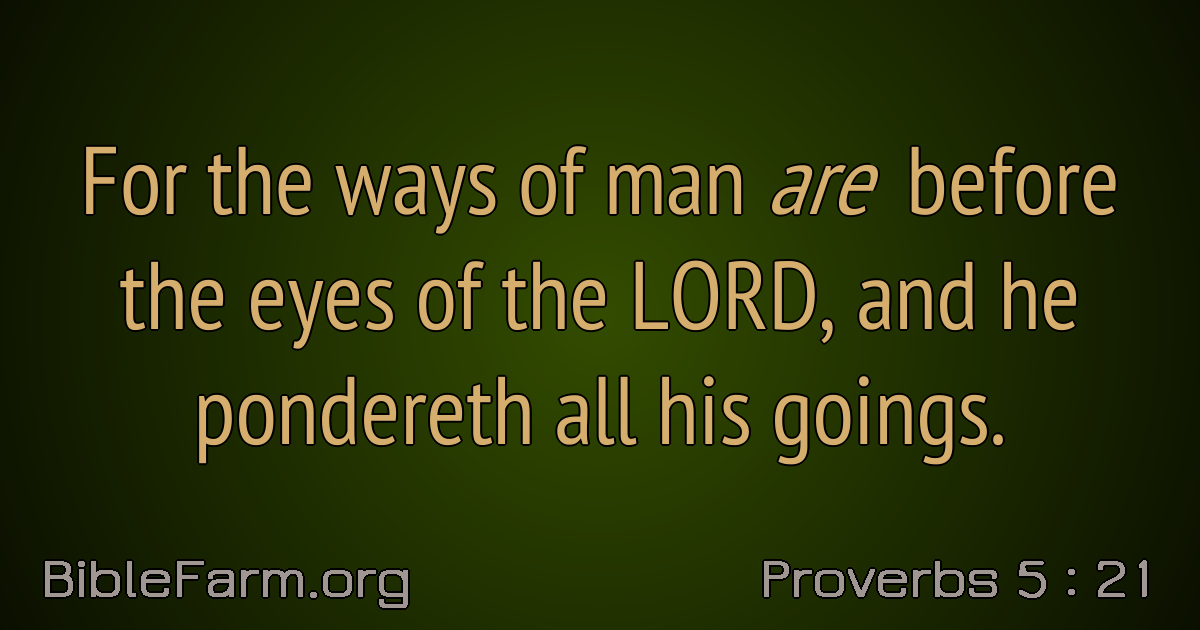 For the ways of man are before
the eyes of the LORD, and he
pondereth all his goings.
BibleFarm.org
Proverbs 5 : 21